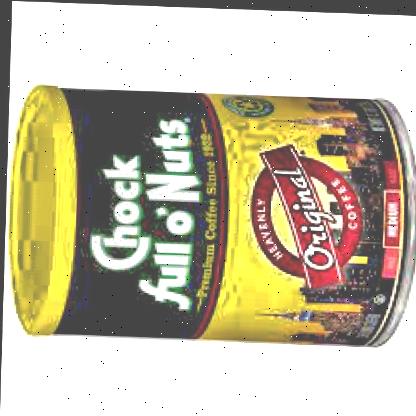 Chock
full o'Nuts.
Premium Coffee Since 1932
HEAVENLY
Original
COFFEE
MEDIUM